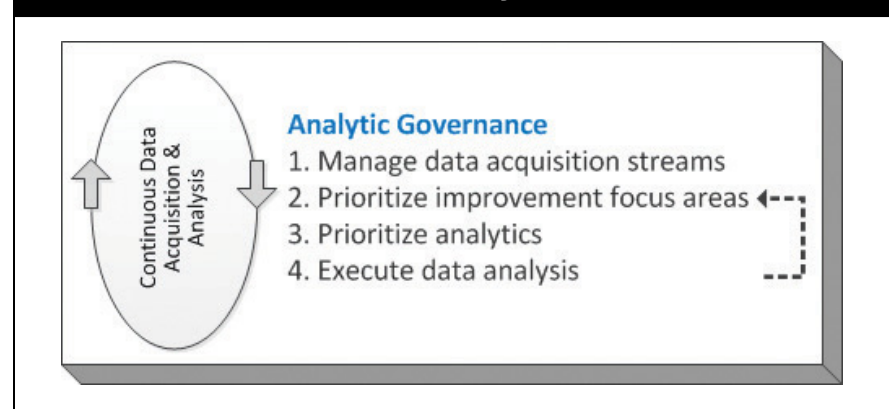 Continuous Data
Acquisition &
Analysis
Analytic Governance
1. Manage data acquisition streams
2. Prioritize improvement focus areas
3. Prioritize analytics
4. Execute data analysis